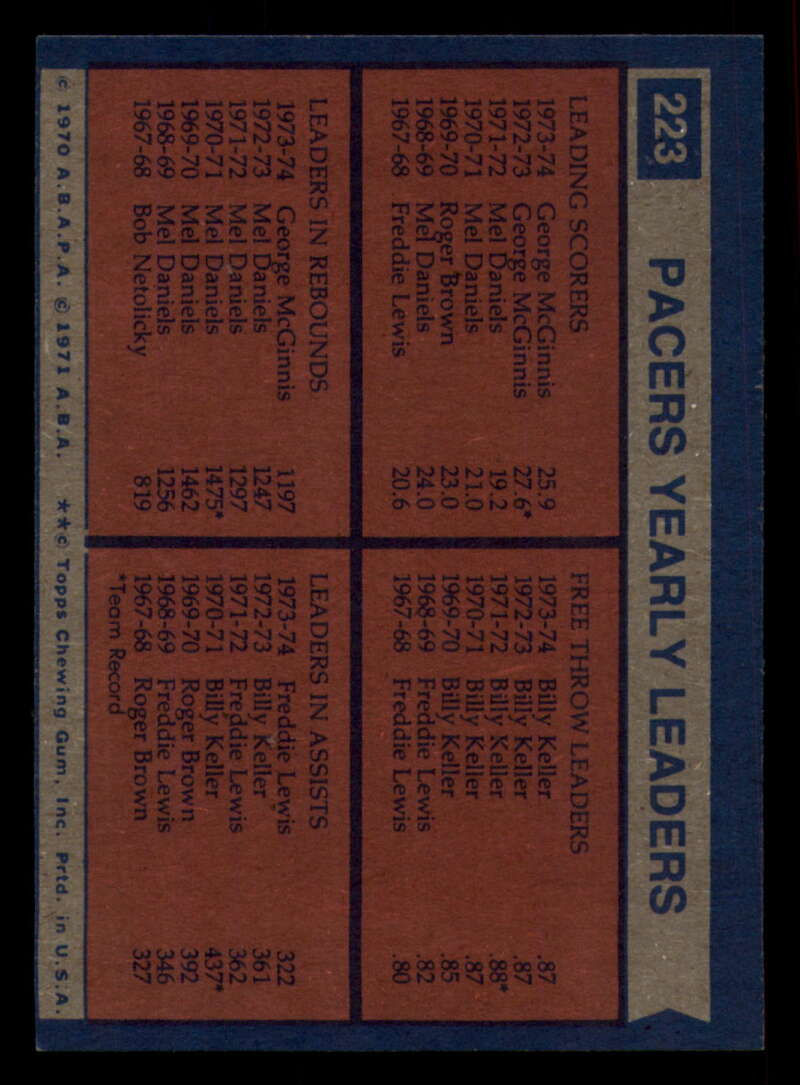 223
PACERS YEARLY LEADERS
LEADING SCORERS
1973-74 George McGinnis 25.9
1972-73 George McGinnis 27.6*
1971-72 Mel Daniels 19.2
1970-71 Mel Daniels 21.0
1969-70 Roger Brown 23.0
1968-69 Mel Daniels 24.0
1967-68 Freddie Lewis 20.6
FREE THROW LEADERS
1973-74 Billy Keller .87
1972-73 Billy Keller .87
1971-72 Billy Keller .88*
1970-71 Billy Keller .87
1969-70 Billy Keller .85
1968-69 Freddie Lewis .82
1967-68 Freddie Lewis .80
LEADERS IN REBOUNDS
1973-74 George McGinnis 1197
1972-73 Mel Daniels 1247
1971-72 Mel Daniels 1297
1970-71 Mel Daniels 1475*
1969-70 Mel Daniels 1462
1968-69 Mel Daniels 1256
1967-68 Bob Netolicky 819
LEADERS IN ASSISTS
1973-74 Freddie Lewis 322
1972-73 Billy Keller 361
1971-72 Freddie Lewis 362
1970-71 Billy Keller 437*
1969-70 Roger Brown 392
1968-69 Freddie Lewis 346
1967-68 Roger Brown 327
*Team Record
© 1970 A.B.A.P.A. © 1971 A.B.A. **© Topps Chewing Gum, Inc. Prtd. in U.S.A.